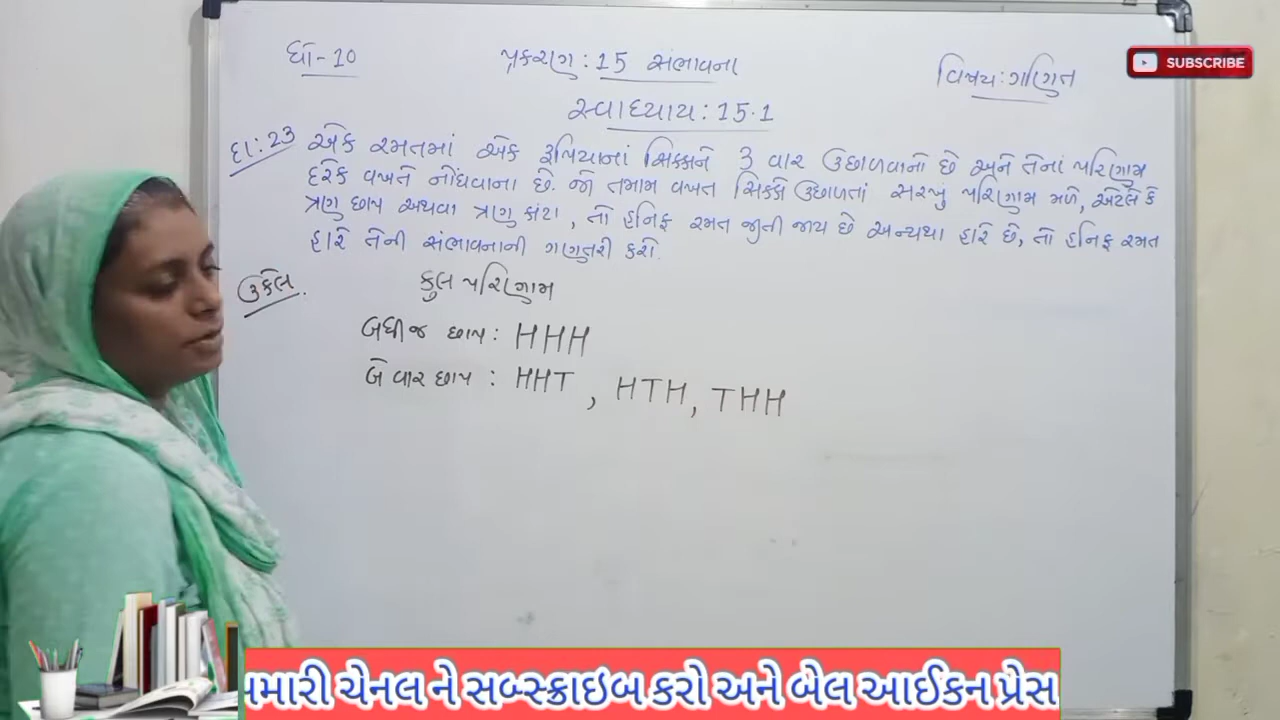 ધો-10
પ્રકરણ : 15 સંભાવના
વિષય: ગણિત
SUBSCRIBE
સ્વાધ્યાય : 15.1
દા : 23 એક રમતમાં એક રૂપિયાનાં સિક્કાને 3 વાર ઉછાળવાનો છે અને તેનાં પરિણામ
દરેક વખતે નોંધવાના છે. જો તમામ વખત સિક્કો ઉછાળતાં સરખું પરિણામ મળે, એટલે કે
ત્રણ છાપ અથવા ત્રણ કાંટા , તો હનિફ રમત જીતી જાય છે અન્યથા હારે છે, તો હનિફ રમત
હારે તેની સંભાવનાની ગણતરી કરો.
ઉકેલ.
કુલ પરિણામ
બધીજ છાપ : HHH
બે વાર છાપ : HHT , HTH, THH
અમારી ચેનલ ને સબ્સ્ક્રાઇબ કરો અને બેલ આઈકન પ્રેસ